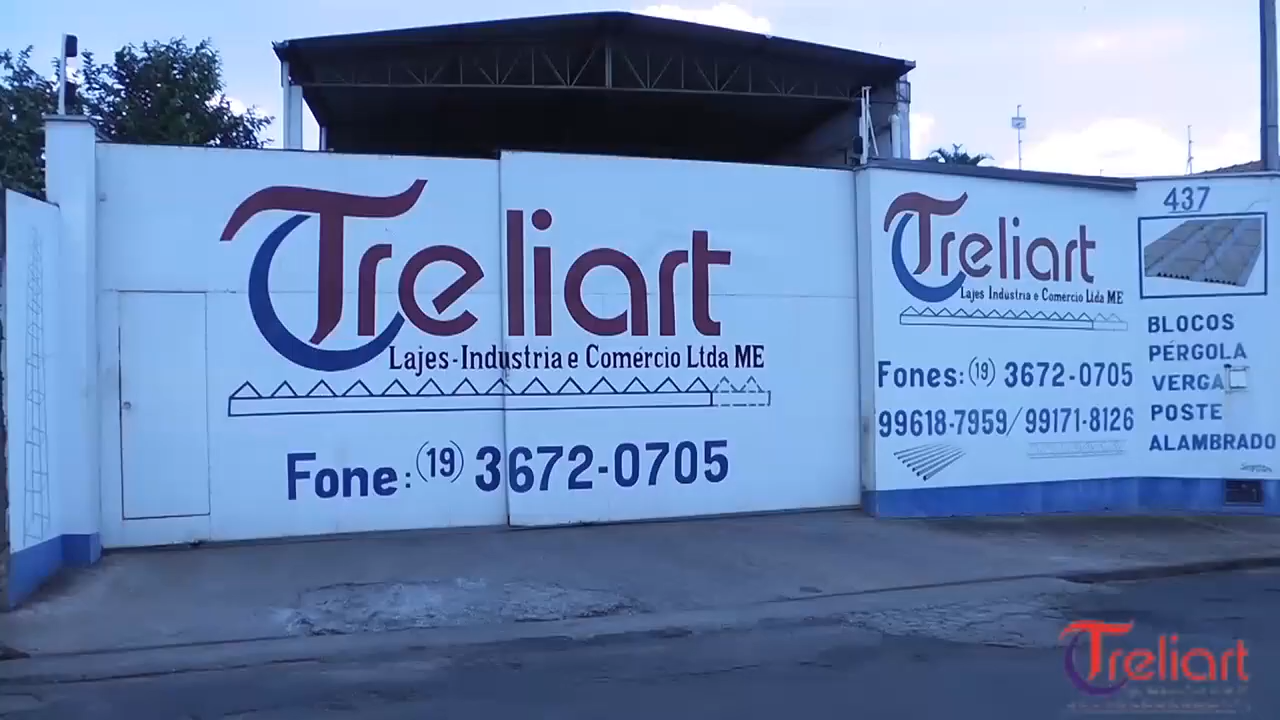 Treliart
Lajes-Industria e Comércio Ltda ME
Fone: (19) 3672-0705
Treliart
Lajes Industria e Comércio Ltda ME
Fones: (19) 3672-0705
99618-7959/99171-8126
437
BLOCOS
PÉRGOLA
VERGA
POSTE
ALAMBRADO
Treliart